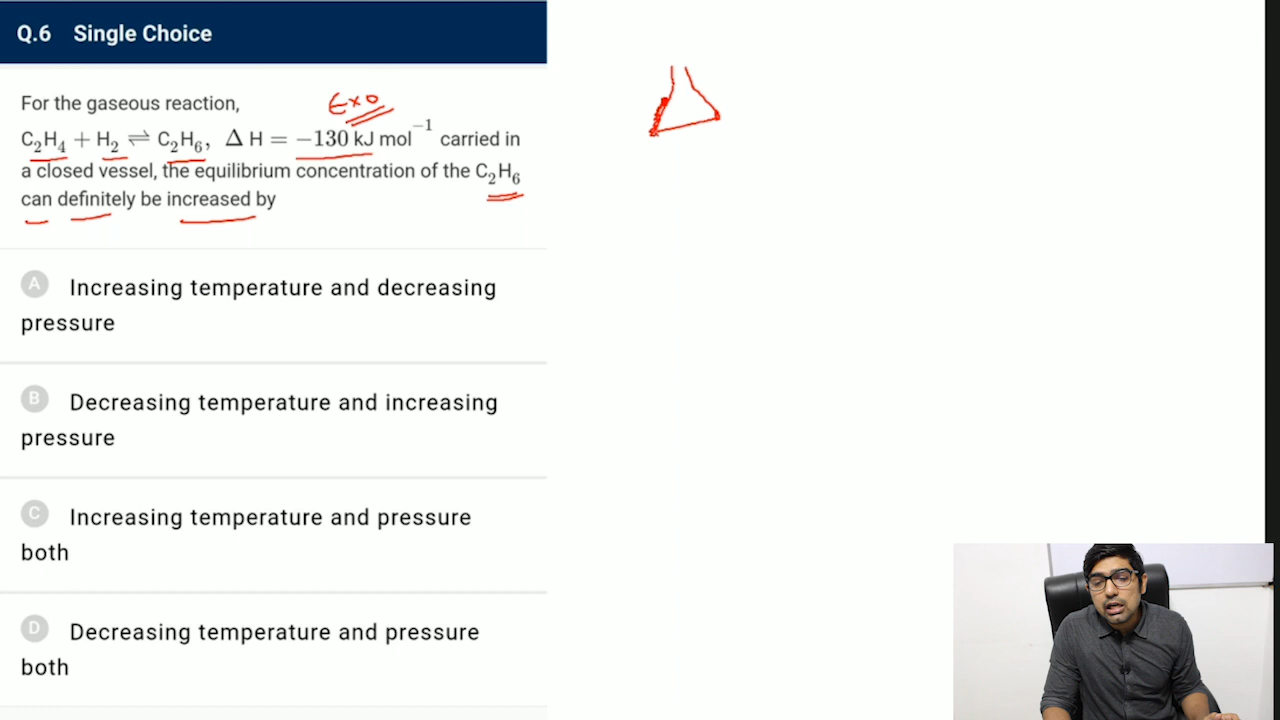 Q.6 Single Choice
For the gaseous reaction,
Exo
C₂H₄ + H₂ ⇌ C₂H₆, Δ H = −130 kJ mol⁻¹ carried in
a closed vessel, the equilibrium concentration of the C₂H₆
can definitely be increased by
A Increasing temperature and decreasing
pressure
B Decreasing temperature and increasing
pressure
C Increasing temperature and pressure
both
D Decreasing temperature and pressure
both